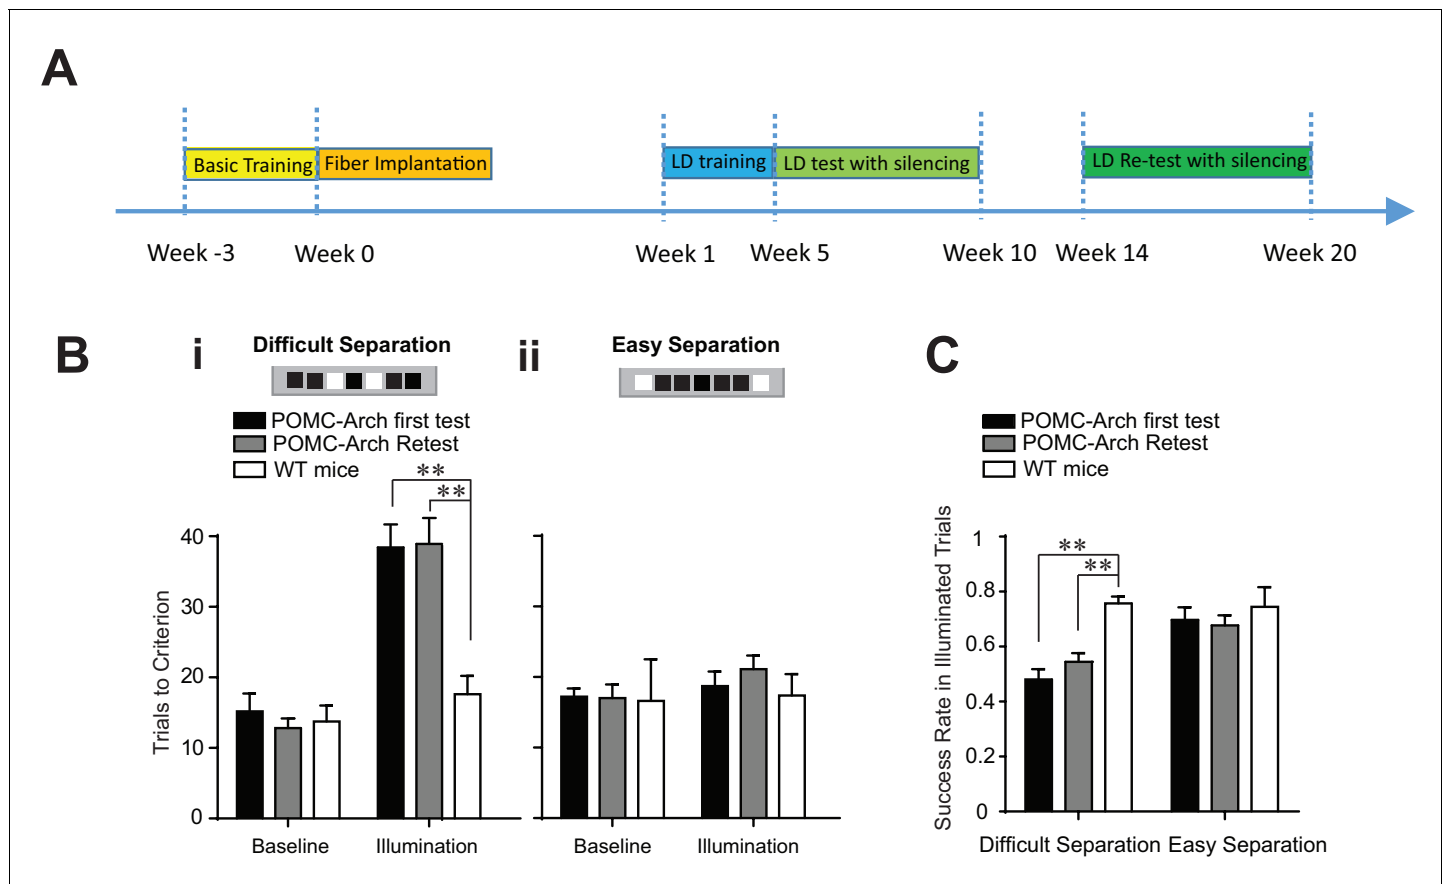 A
Basic Training
Fiber Implantation
LD training
LD test with silencing
LD Re-test with silencing
Week -3
Week 0
Week 1
Week 5
Week 10
Week 14
Week 20
B
i
Difficult Separation
POMC-Arch first test
POMC-Arch Retest
WT mice
**
**
Trials to Criterion
40
30
20
10
0
Baseline
Illumination
ii
Easy Separation
Baseline
Illumination
C
POMC-Arch first test
POMC-Arch Retest
WT mice
Success Rate in Illuminated Trials
1
0.8
0.6
0.4
0.2
0
**
**
Difficult Separation
Easy Separation